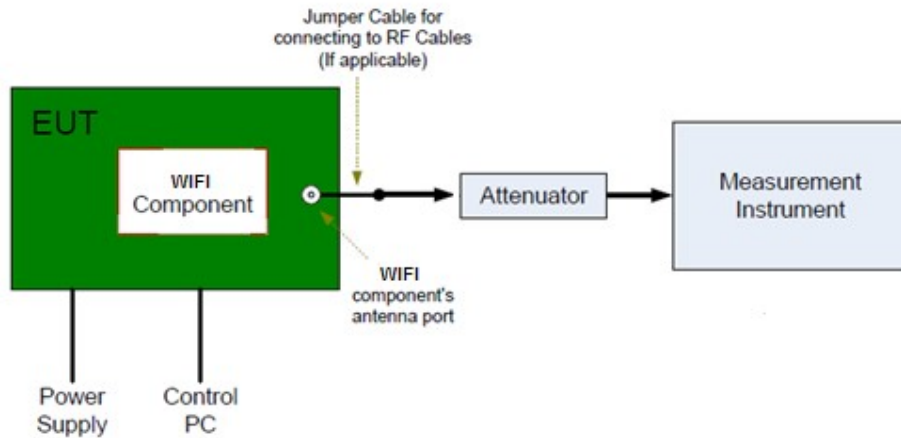 Jumper Cable for
connecting to RF Cables
(If applicable)
EUT
WIFI
Component
Attenuator
Measurement
Instrument
WIFI
component's
antenna port
Power
Supply
Control
PC